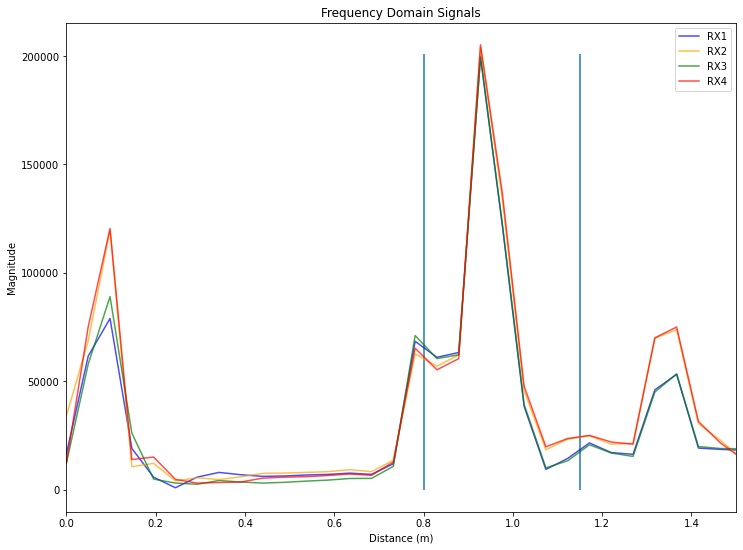 Frequency Domain Signals
RX1
RX2
RX3
RX4
200000
150000
100000
50000
0
Magnitude
0.0 0.2 0.4 0.6 0.8 1.0 1.2 1.4
Distance (m)